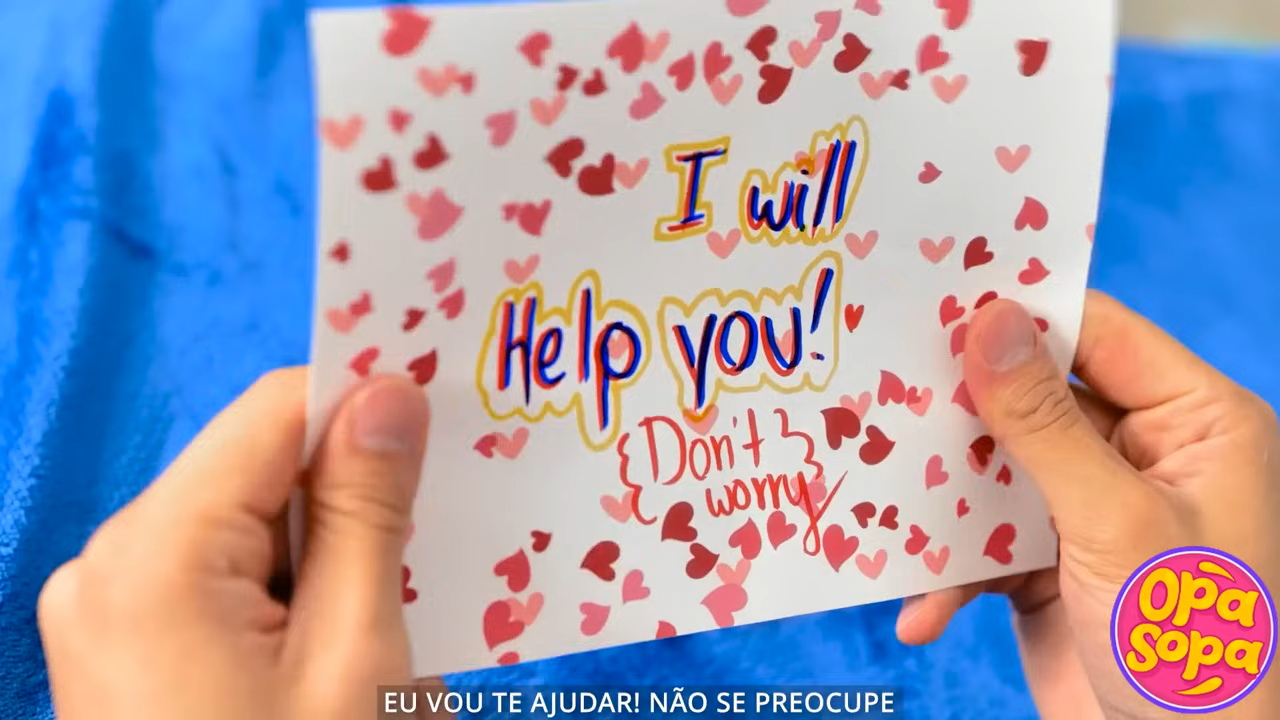 I will
Help you!
{Don't}
worry
EU VOU TE AJUDAR! NÃO SE PREOCUPE
OPA
SOPA